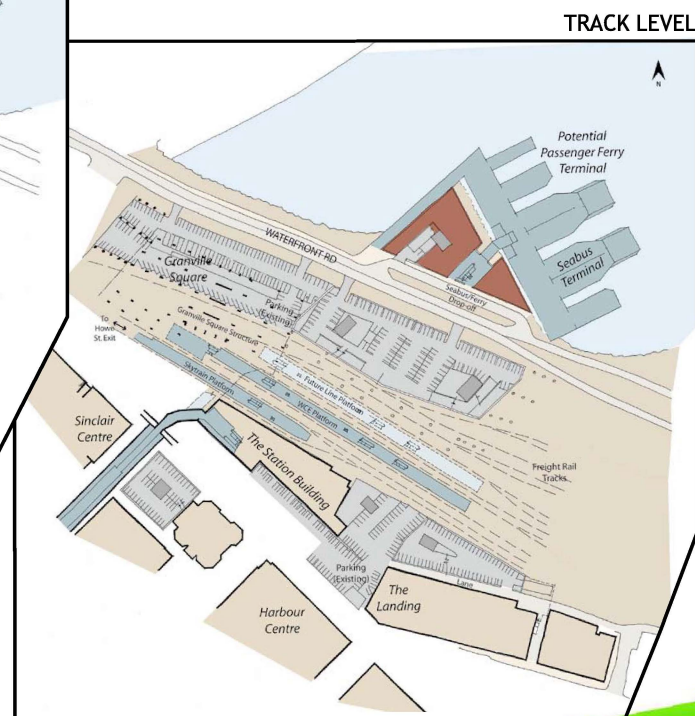 TRACK LEVEL
N
Potential
Passenger Ferry
Terminal
WATERFRONT RD
Seabus
Terminal
Granville
Square
Seabus/Ferry
Drop-off
Parking
(Existing)
Granville Square Structure
To
Howe
St. Exit
Future Line Platform
Skytrain Platform
WCE Platform
Sinclair
Centre
The Station Building
Freight Rail
Tracks
Parking
(Existing)
Lane
The
Landing
Harbour
Centre